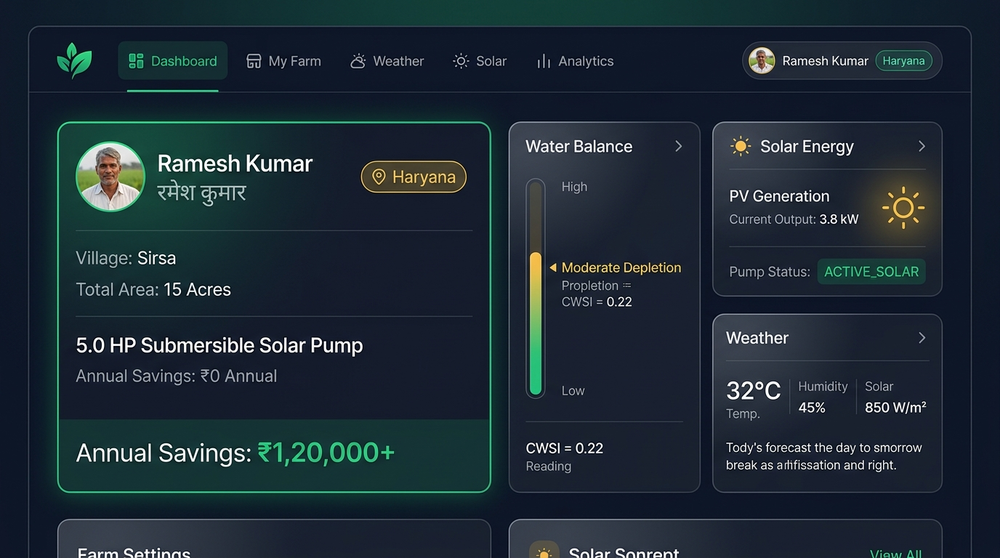 Dashboard
My Farm
Weather
Solar
Analytics
Ramesh Kumar
Haryana
Ramesh Kumar
रमेश कुमार
Haryana
Village: Sirsa
Total Area: 15 Acres
5.0 HP Submersible Solar Pump
Annual Savings: ₹0 Annual
Annual Savings: ₹1,20,000+
Water Balance
High
Moderate Depletion
Propletion =
CWSI = 0.22
Low
CWSI = 0.22
Reading
Solar Energy
PV Generation
Current Output: 3.8 kW
Pump Status: ACTIVE_SOLAR
Weather
32°C
Temp.
Humidity
45%
Solar
850 W/m²
Tody's forecast the day to smorrow
break as and right.
Farm Settings
Solar Sonrept
View All